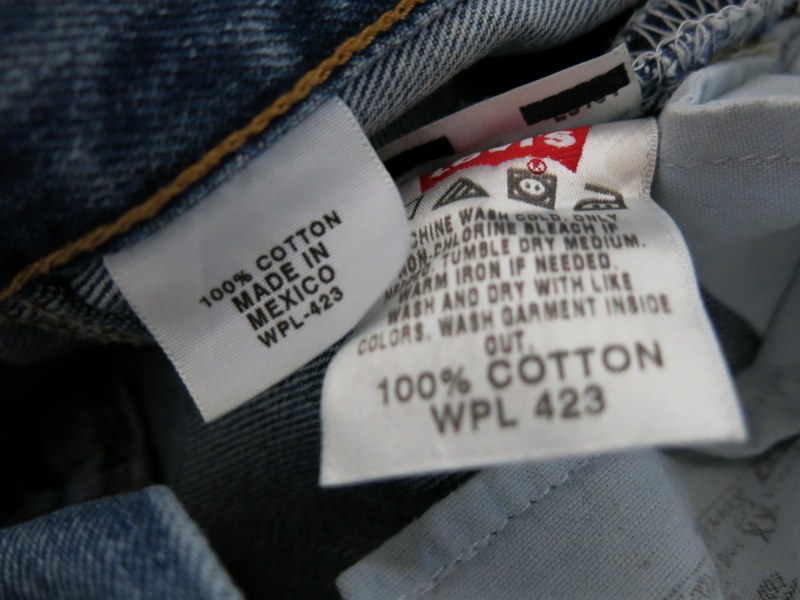 100% COTTON
MADE IN
MEXICO
WPL-423
LEVI'S
CHINE WASH COLD. ONLY
NON-CHLORINE BLEACH IF
TUMBLE DRY MEDIUM.
WARM IRON IF NEEDED.
WASH AND DRY WITH LIKE
COLORS. WASH GARMENT INSIDE
OUT.
100% COTTON
WPL 423